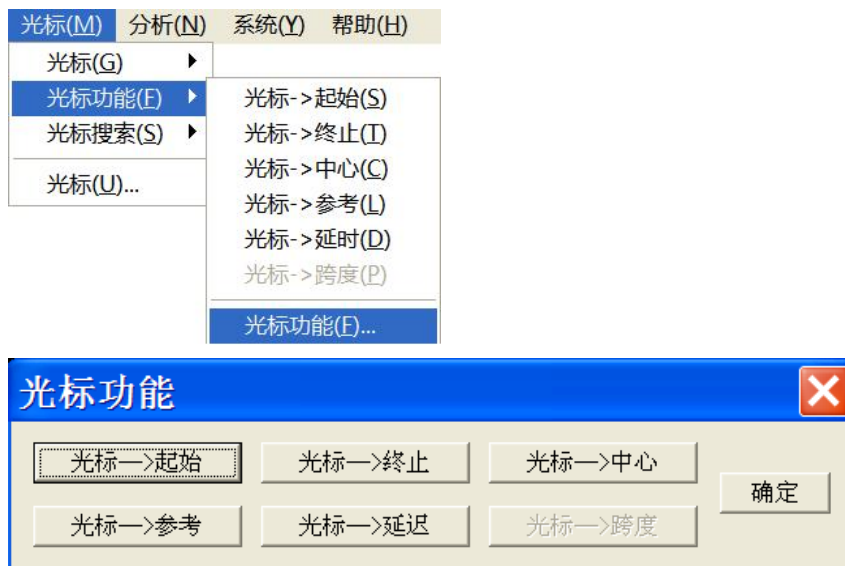 光标(M) 分析(N) 系统(Y) 帮助(H)
光标(G)
光标功能(F)
光标搜索(S)
光标(U)...
光标->起始(S)
光标->终止(T)
光标->中心(C)
光标->参考(L)
光标->延时(D)
光标->跨度(P)
光标功能(F)...
光标功能
光标—>起始 光标—>终止 光标—>中心
确定
光标—>参考 光标—>延迟 光标—>跨度